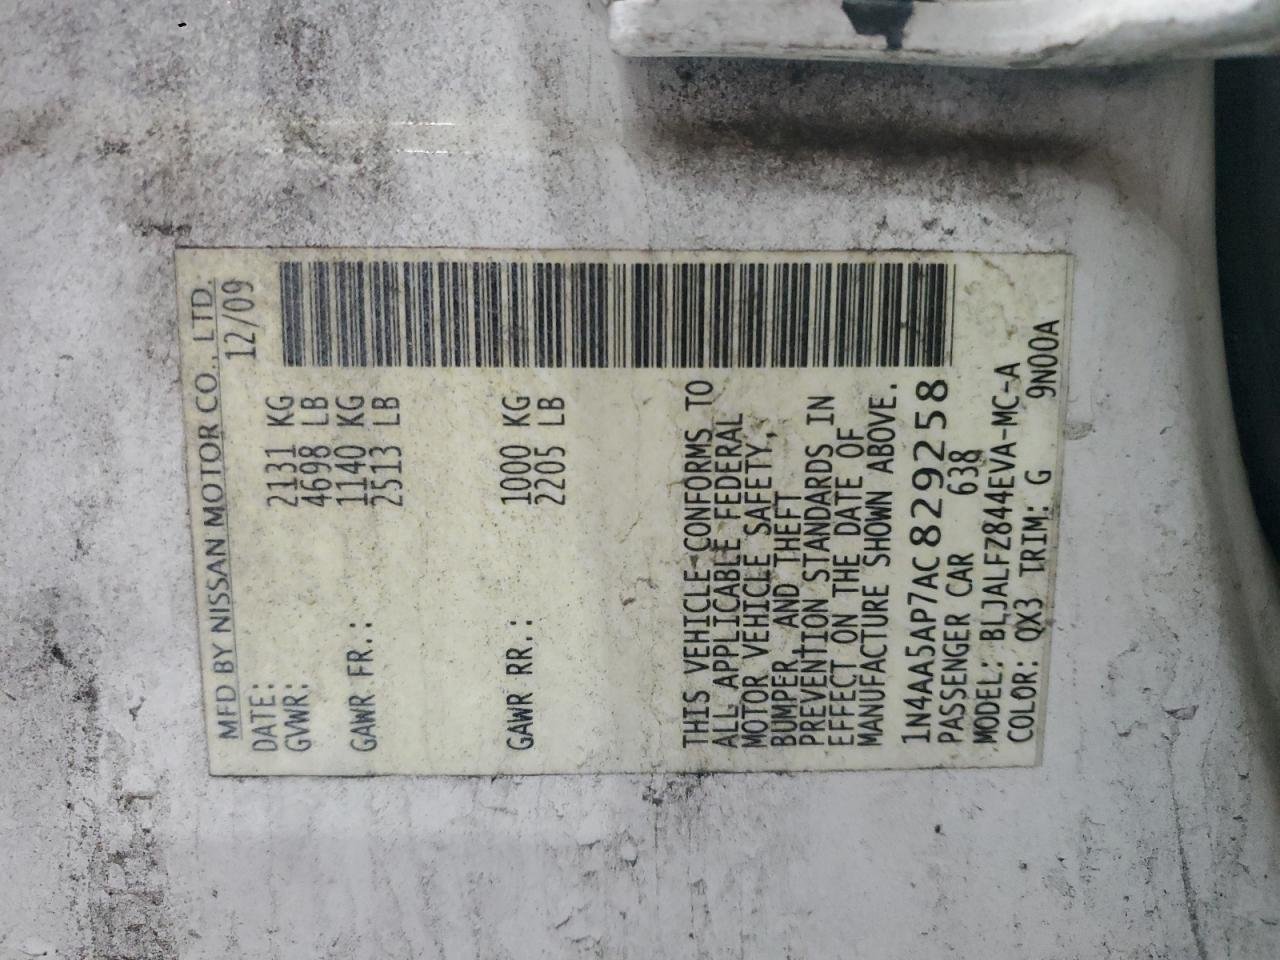 MFD BY NISSAN MOTOR CO., LTD.
DATE: 12/09
GVWR: 2131 KG
4698 LB
GAWR FR.: 1140 KG
2513 LB
GAWR RR.: 1000 KG
2205 LB
THIS VEHICLE CONFORMS TO
ALL APPLICABLE FEDERAL
MOTOR VEHICLE SAFETY,
BUMPER, AND THEFT
PREVENTION STANDARDS IN
EFFECT ON THE DATE OF
MANUFACTURE SHOWN ABOVE.
1N4AA5AP7AC829258
PASSENGER CAR 638
MODEL: BLJALFZ844EVA-MC-A
COLOR: QX3 TRIM: G 9N00A